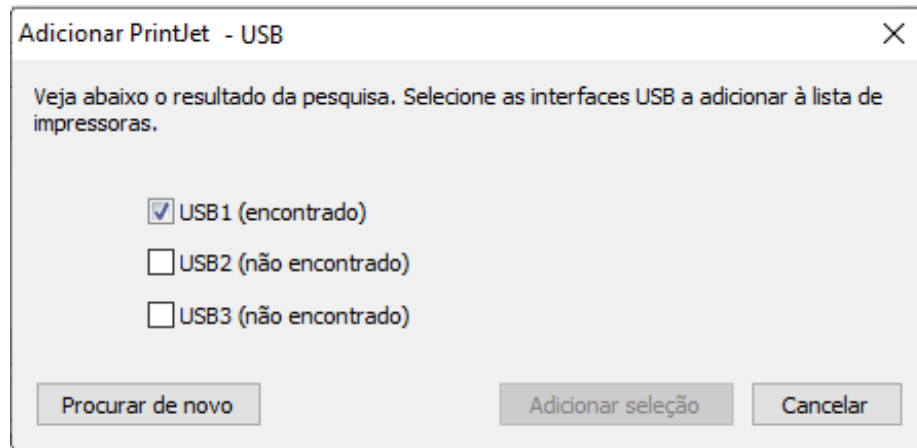 Adicionar PrintJet - USB
Veja abaixo o resultado da pesquisa. Selecione as interfaces USB a adicionar à lista de
impressoras.
USB1 (encontrado)
USB2 (não encontrado)
USB3 (não encontrado)
Procurar de novo Adicionar seleção Cancelar